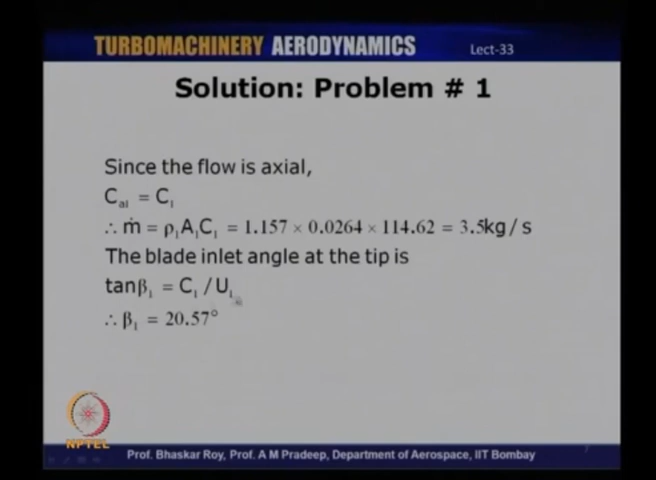 TURBOMACHINERY AERODYNAMICS
Lect-33
Solution: Problem # 1
Since the flow is axial,
Cₐ₁ = C₁
∴ ṁ = ρ₁A₁C₁ = 1.157 × 0.0264 × 114.62 = 3.5kg / s
The blade inlet angle at the tip is
tanβ₁ = C₁ / U₁
∴ β₁ = 20.57°
NPTEL
Prof. Bhaskar Roy, Prof. A M Pradeep, Department of Aerospace, IIT Bombay
7